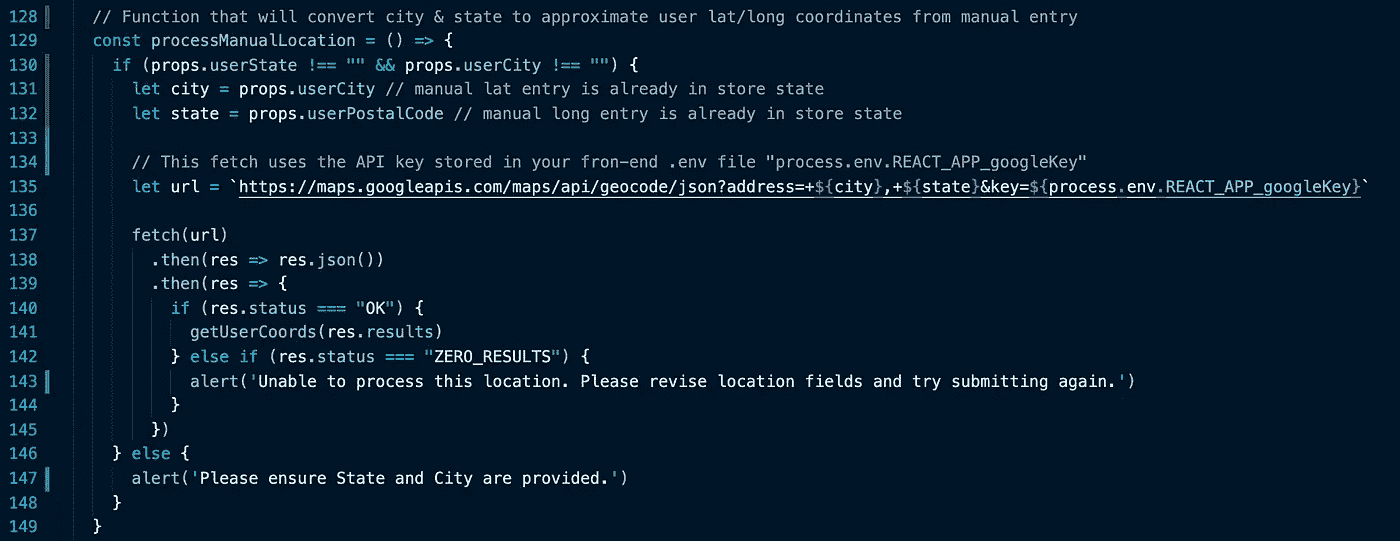 128 // Function that will convert city & state to approximate user lat/long coordinates from manual entry
129 const processManualLocation = () => {
130 if (props.userState !== "" && props.userCity !== "") {
131 let city = props.userCity // manual lat entry is already in store state
132 let state = props.userPostalCode // manual long entry is already in store state
133
134 // This fetch uses the API key stored in your fron-end .env file "process.env.REACT_APP_googleKey"
135 let url = `https://maps.googleapis.com/maps/api/geocode/json?address=+${city},+${state}&key=${process.env.REACT_APP_googleKey}`
136
137 fetch(url)
138 .then(res => res.json())
139 .then(res => {
140 if (res.status === "OK") {
141 getUserCoords(res.results)
142 } else if (res.status === "ZERO_RESULTS") {
143 alert('Unable to process this location. Please revise location fields and try submitting again.')
144 }
145 })
146 } else {
147 alert('Please ensure State and City are provided.')
148 }
149 }